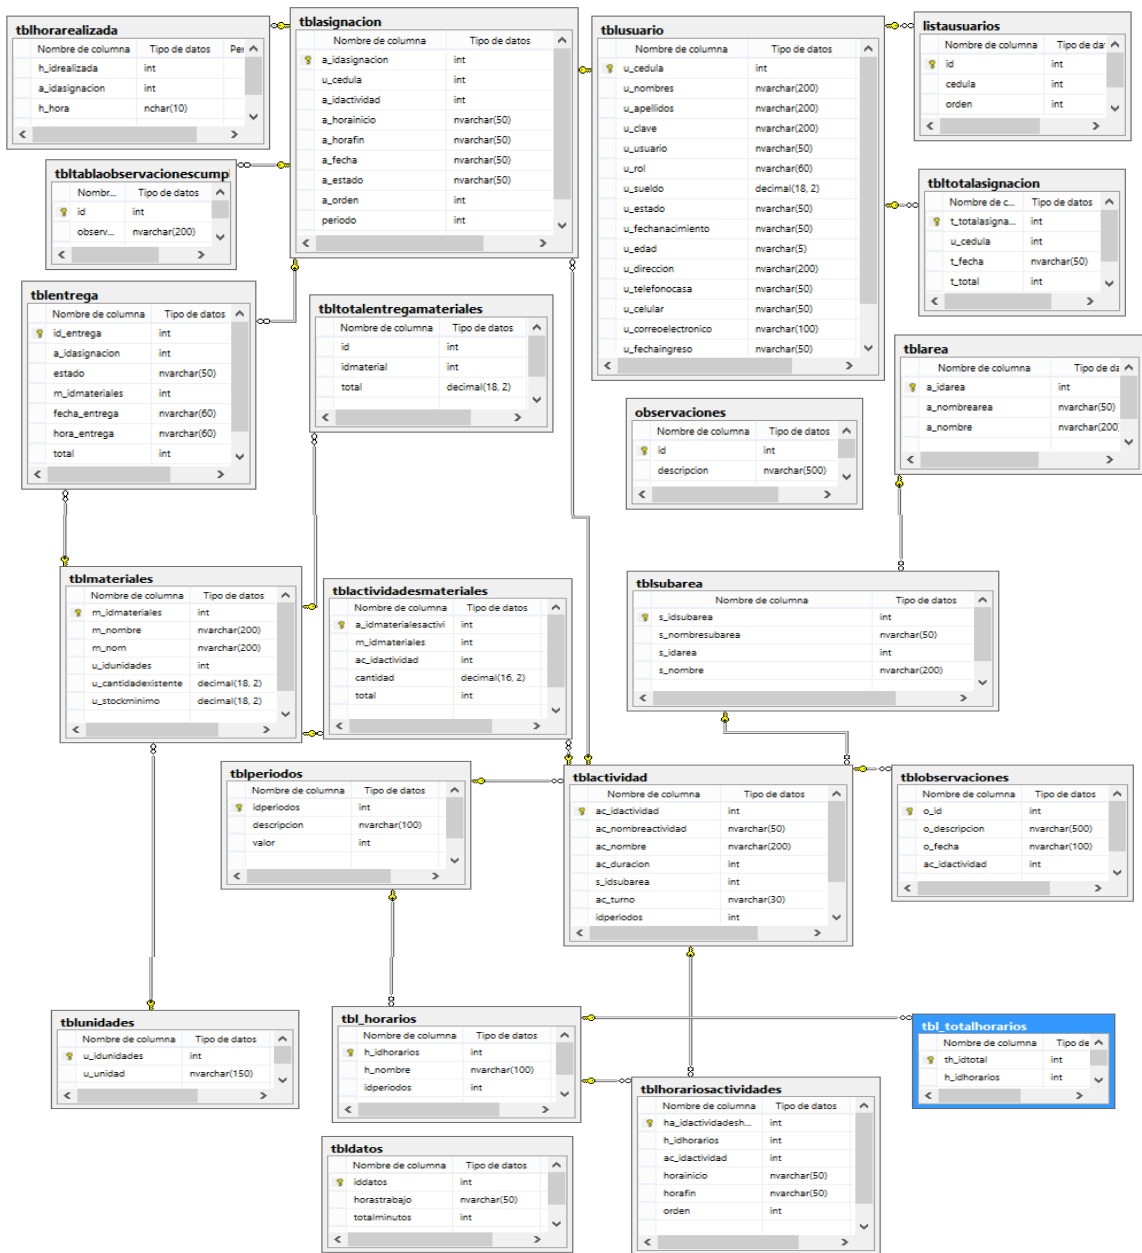 tblhorarealizada
Nombre de columna Tipo de datos Per
h_idrealizada int
a_idasignacion int
h_hora nchar(10)
tblasignacion
Nombre de columna Tipo de datos
a_idasignacion int
u_cedula int
a_idactividad int
a_horainicio nvarchar(50)
a_horafin nvarchar(50)
a_fecha nvarchar(50)
a_estado nvarchar(50)
a_orden int
periodo int
tblusuario
Nombre de columna Tipo de datos
u_cedula int
u_nombres nvarchar(200)
u_apellidos nvarchar(200)
u_clave nvarchar(200)
u_usuario nvarchar(50)
u_rol nvarchar(60)
u_sueldo decimal(18, 2)
u_estado nvarchar(50)
u_fechanacimiento nvarchar(50)
u_edad nvarchar(5)
u_direccion nvarchar(200)
u_telefonocasa nvarchar(50)
u_celular nvarchar(50)
u_correoelectronico nvarchar(100)
u_fechaingreso nvarchar(50)
listausuarios
Nombre de columna Tipo de dat
id int
cedula int
orden int
tbltablaobservacionescumpl
Nombr... Tipo de datos
id int
observ... nvarchar(200)
tbltotalasignacion
Nombre de c... Tipo de datos
t_totalasigna... int
u_cedula int
t_fecha nvarchar(50)
t_total int
tblentrega
Nombre de columna Tipo de datos
id_entrega int
a_idasignacion int
estado nvarchar(50)
m_idmateriales int
fecha_entrega nvarchar(60)
hora_entrega nvarchar(60)
total int
tbltotalentregamateriales
Nombre de columna Tipo de datos
id int
idmaterial int
total decimal(18, 2)
tblarea
Nombre de columna Tipo de da
a_idarea int
a_nombrearea nvarchar(50)
a_nombre nvarchar(200)
observaciones
Nombre de columna Tipo de datos
id int
descripcion nvarchar(500)
tblmateriales
Nombre de columna Tipo de datos
m_idmateriales int
m_nombre nvarchar(200)
m_nom nvarchar(200)
u_idunidades int
u_cantidadexistente decimal(18, 2)
u_stockminimo decimal(18, 2)
tblactividadesmateriales
Nombre de columna Tipo de datos
a_idmaterialesactivi int
m_idmateriales int
ac_idactividad int
cantidad decimal(16, 2)
total int
tblsubarea
Nombre de columna Tipo de datos
s_idsubarea int
s_nombresubarea nvarchar(50)
s_idarea int
s_nombre nvarchar(200)
tblperiodos
Nombre de columna Tipo de datos
idperiodos int
descripcion nvarchar(100)
valor int
tblactividad
Nombre de columna Tipo de datos
ac_idactividad int
ac_nombreactividad nvarchar(50)
ac_nombre nvarchar(200)
ac_duracion int
s_idsubarea int
ac_turno nvarchar(30)
idperiodos int
tblobservaciones
Nombre de columna Tipo de datos
o_id int
o_descripcion nvarchar(500)
o_fecha nvarchar(100)
ac_idactividad int
tblunidades
Nombre de columna Tipo de datos
u_idunidades int
u_unidad nvarchar(150)
tbl_horarios
Nombre de columna Tipo de datos
h_idhorarios int
h_nombre nvarchar(100)
idperiodos int
tbl_totalhorarios
Nombre de columna Tipo de
th_idtotal int
h_idhorarios int
tblhorariosactividades
Nombre de columna Tipo de datos
ha_idactividadesh... int
h_idhorarios int
ac_idactividad int
horainicio nvarchar(50)
horafin nvarchar(50)
orden int
tbldatos
Nombre de columna Tipo de datos
iddatos int
horastrabajo nvarchar(50)
totalminutos int